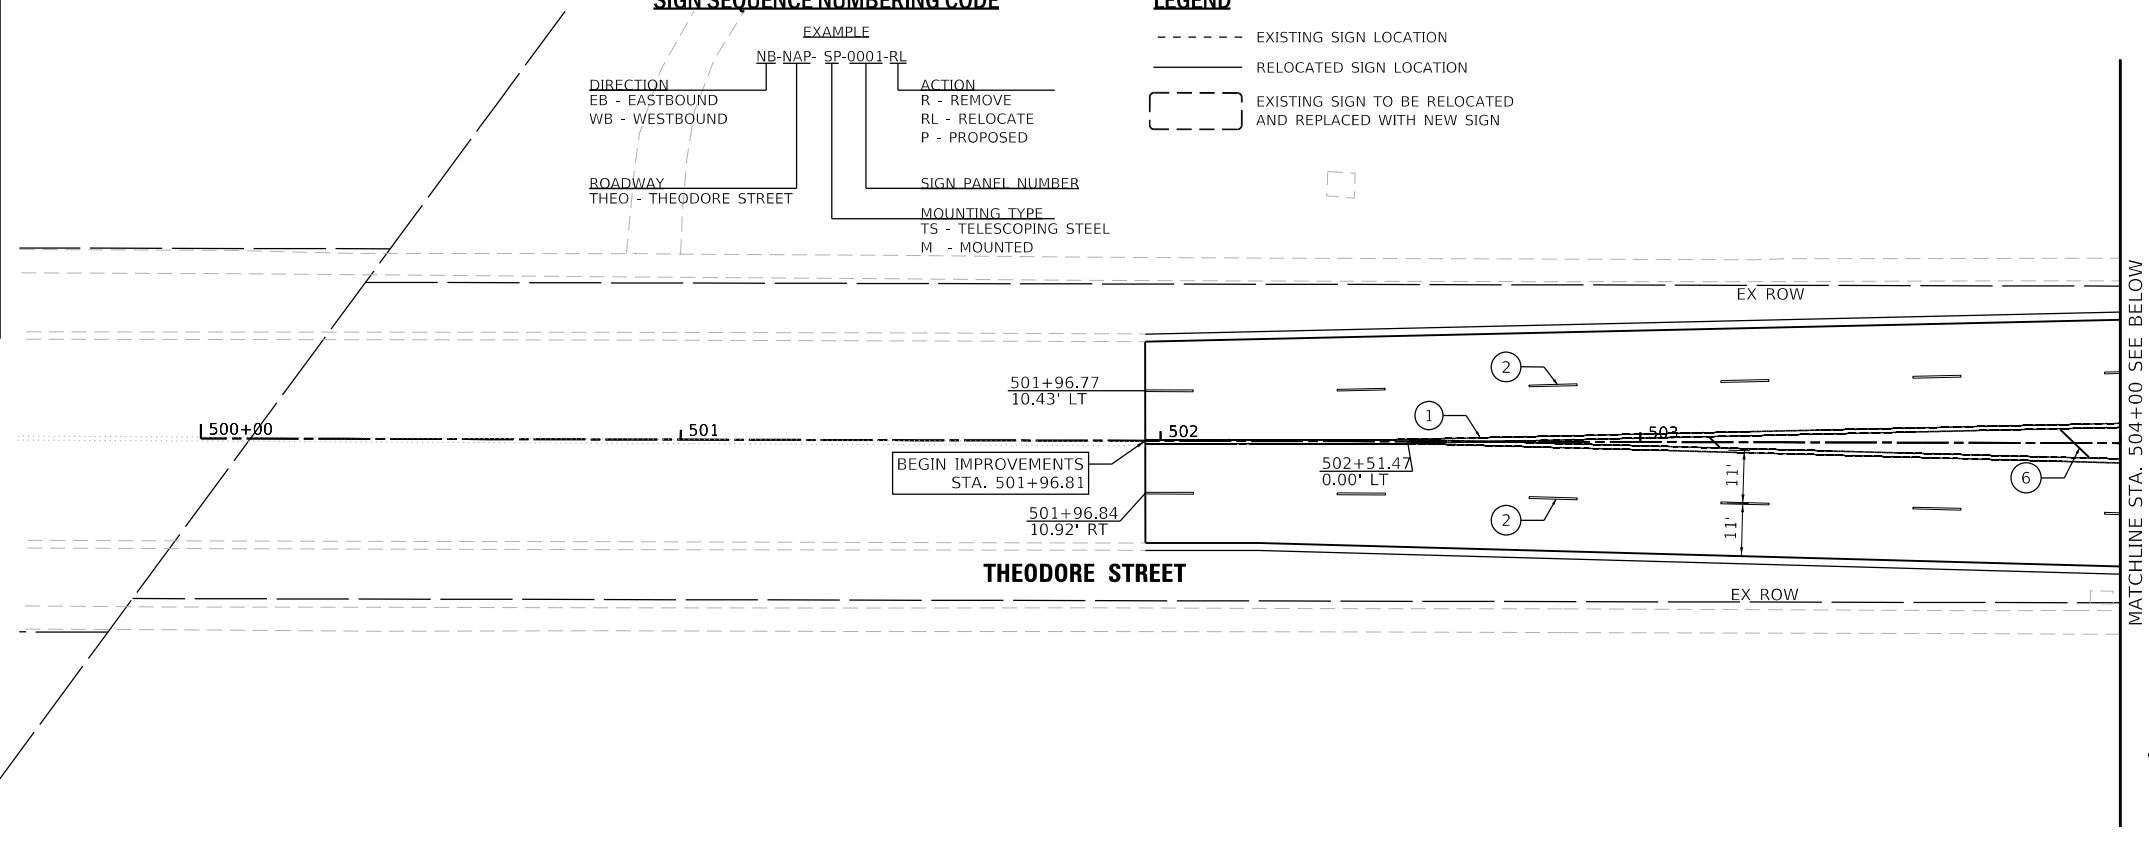 SIGN SEQUENCE NUMBERING CODE
EXAMPLE
NB-NAP- SP-0001-RL
DIRECTION
EB - EASTBOUND
WB - WESTBOUND
ROADWAY
THEO - THEODORE STREET
ACTION
R - REMOVE
RL - RELOCATE
P - PROPOSED
SIGN PANEL NUMBER
MOUNTING TYPE
TS - TELESCOPING STEEL
M - MOUNTED
LEGEND
EXISTING SIGN LOCATION
RELOCATED SIGN LOCATION
EXISTING SIGN TO BE RELOCATED
AND REPLACED WITH NEW SIGN
EX ROW
2
501+96.77
10.43' LT
1
500+00
501
502
503
BEGIN IMPROVEMENTS
STA. 501+96.81
502+51.47
0.00' LT
11'
6
501+96.84
10.92' RT
2
11'
THEODORE STREET
EX ROW
MATCHLINE STA. 504+00 SEE BELOW